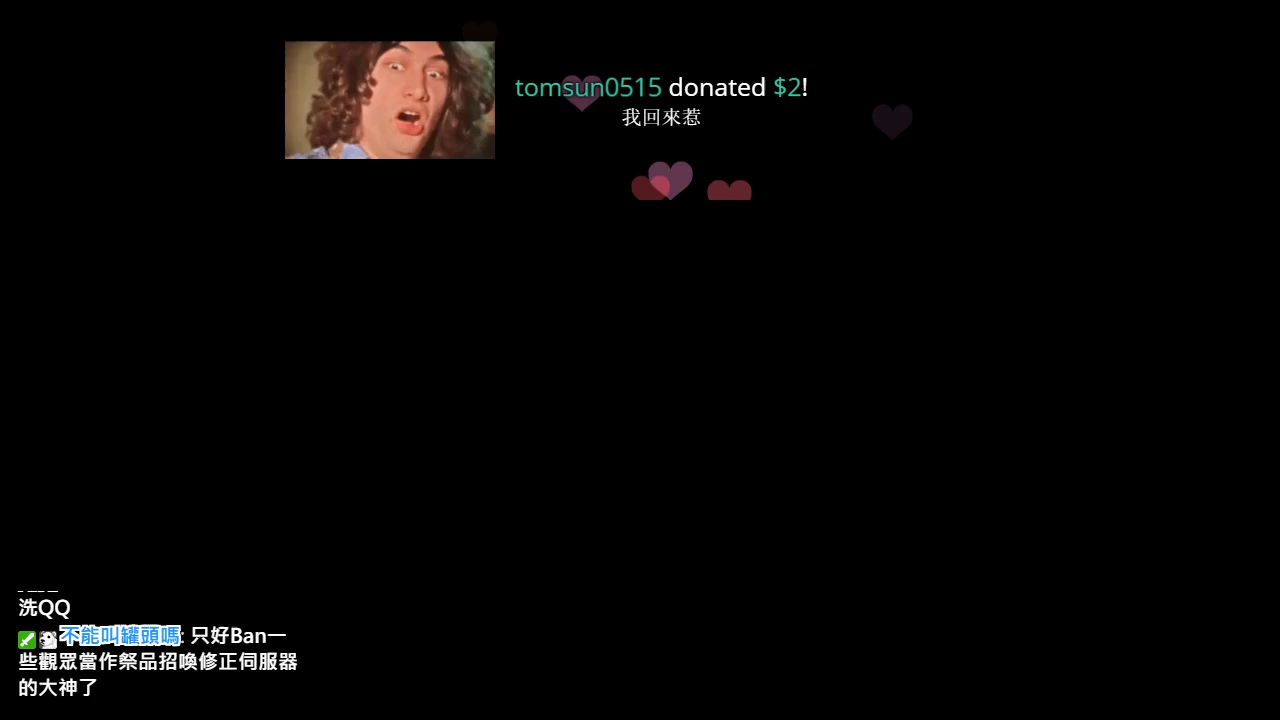 tomsun0515 donated $2!
我回來惹
洗QQ
不能叫罐頭嗎: 只好Ban一
些觀眾當作祭品招喚修正伺服器
的大神了